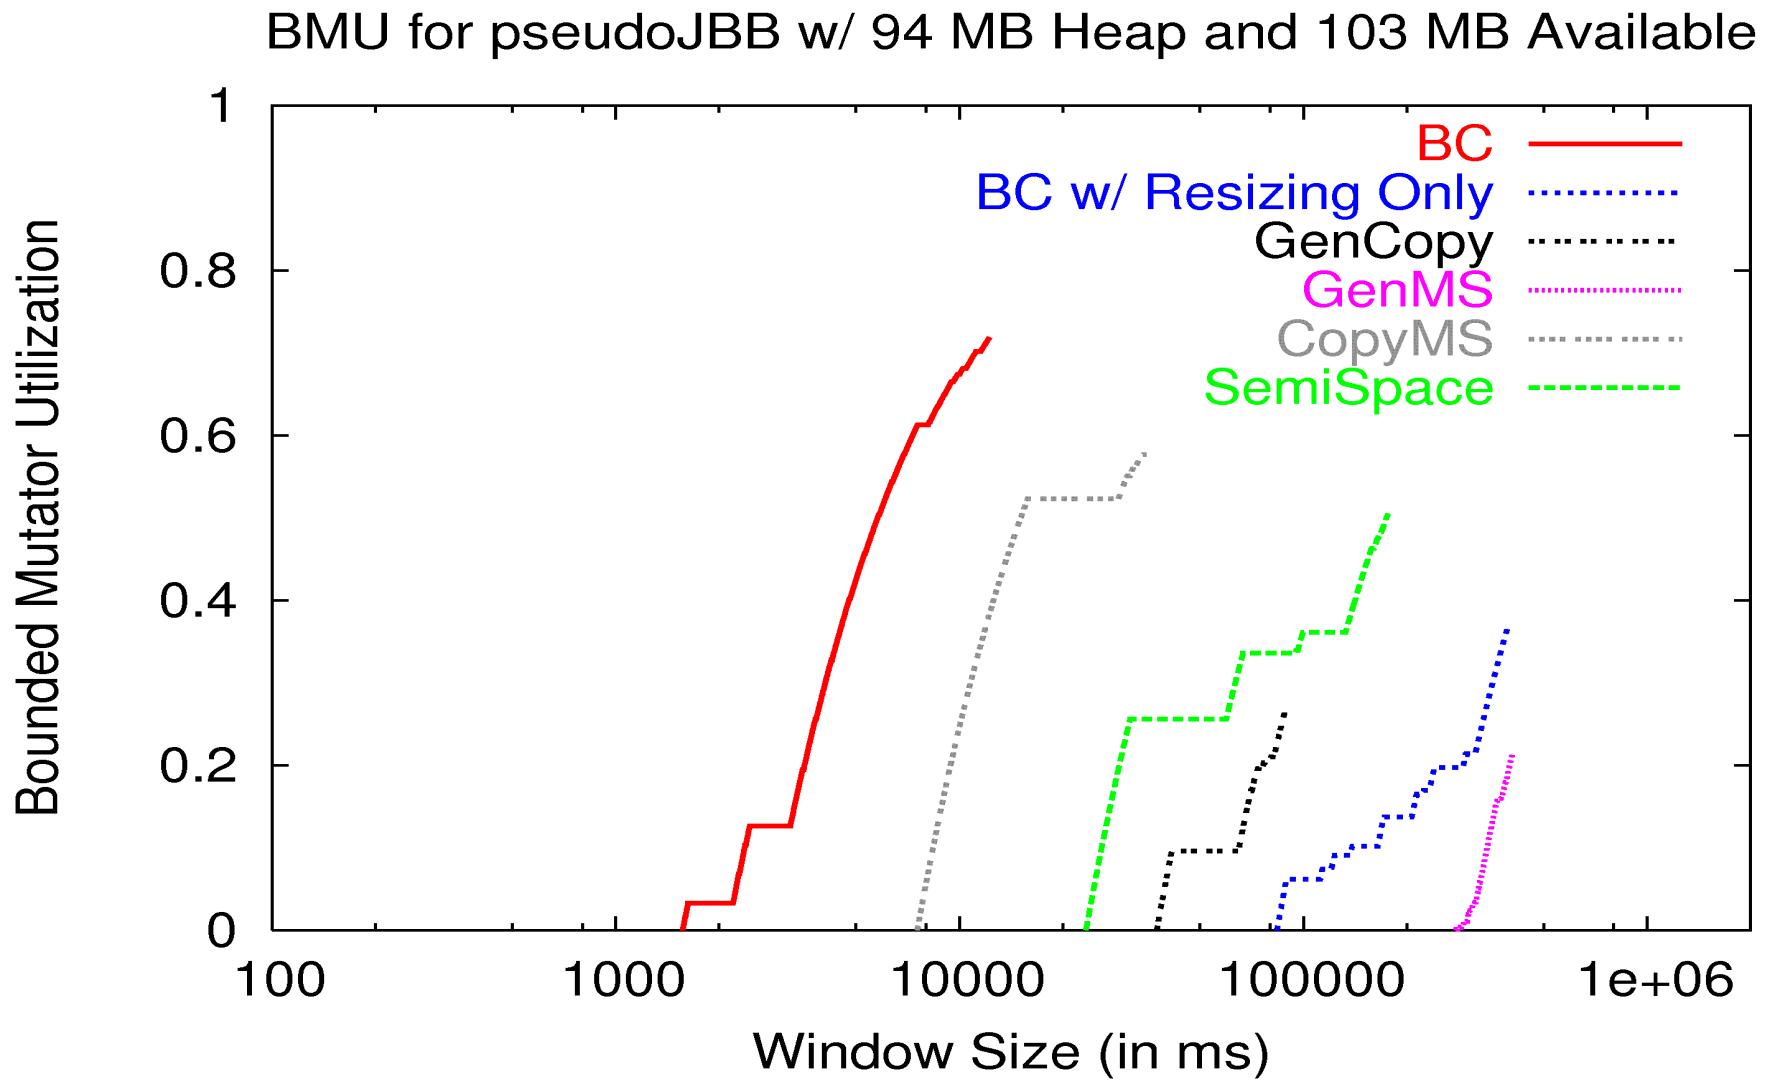 BMU for pseudoJBB w/ 94 MB Heap and 103 MB Available
Bounded Mutator Utilization
1
0.8
0.6
0.4
0.2
0
BC
BC w/ Resizing Only
GenCopy
GenMS
CopyMS
SemiSpace
100 1000 10000 100000 1e+06
Window Size (in ms)